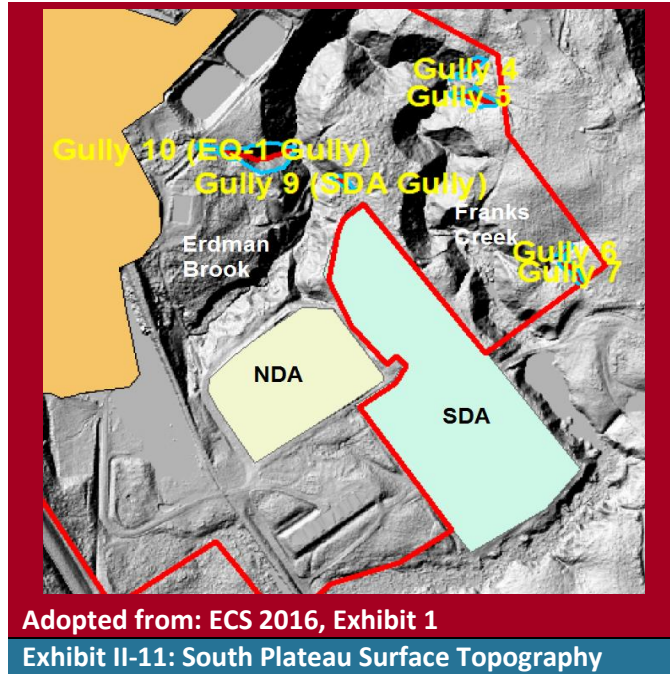 Gully 4
Gully 5
Gully 10 (EQ-1 Gully)
Gully 9 (SDA Gully)
Franks
Creek
Erdman
Brook
Gully 6
Gully 7
NDA
SDA
Adopted from: ECS 2016, Exhibit 1
Exhibit II-11: South Plateau Surface Topography